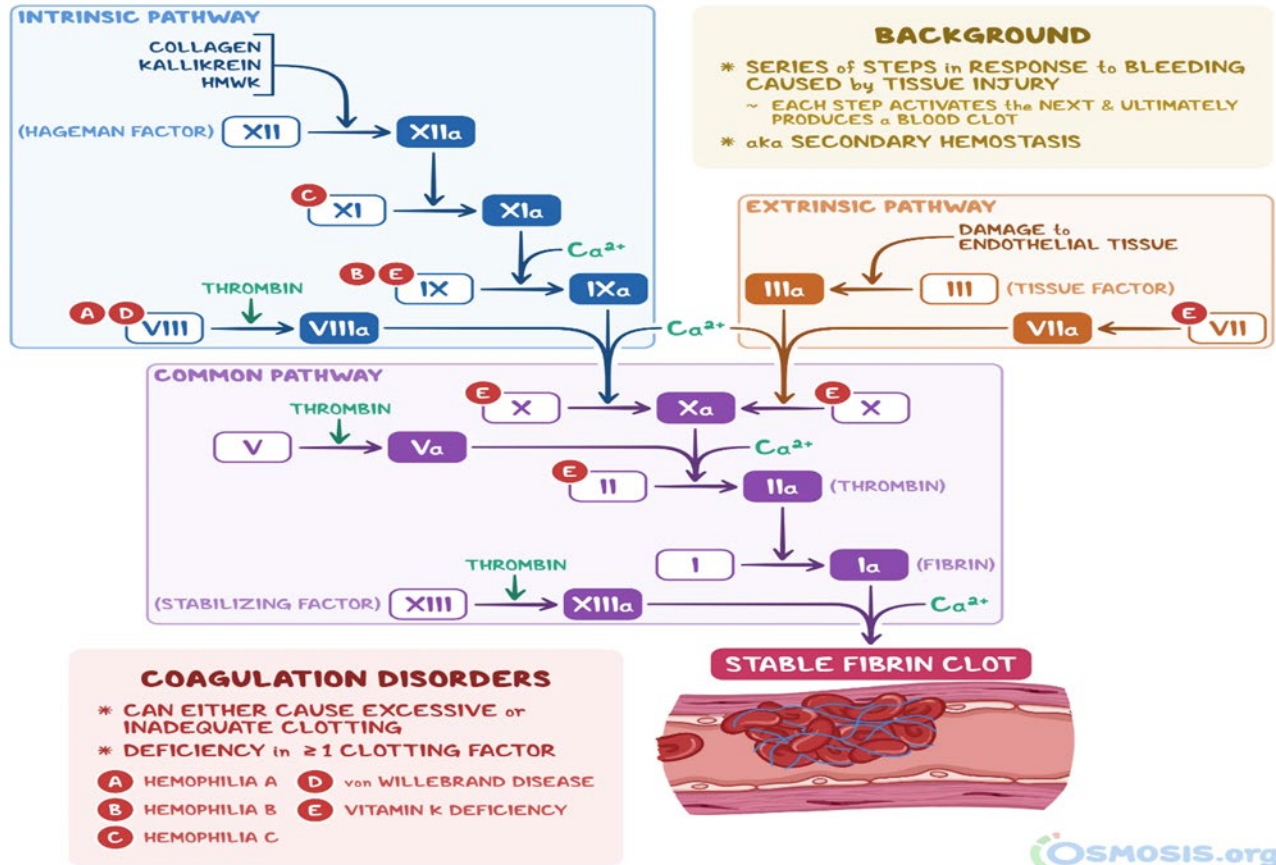 INTRINSIC PATHWAY
COLLAGEN
KALLIKREIN
HMWK
(HAGEMAN FACTOR) XII XIIa
C XI XIa
Ca²⁺
B E IX IXa
THROMBIN
A D VIII VIIIa
Ca²⁺
BACKGROUND
* SERIES of STEPS in RESPONSE to BLEEDING
CAUSED by TISSUE INJURY
~ EACH STEP ACTIVATES the NEXT & ULTIMATELY
PRODUCES a BLOOD CLOT
* aka SECONDARY HEMOSTASIS
EXTRINSIC PATHWAY
DAMAGE to
ENDOTHELIAL TISSUE
IIIa III (TISSUE FACTOR)
VIIa E VII
COMMON PATHWAY
E X Xa E X
THROMBIN
V Va Ca²⁺
E II IIa (THROMBIN)
I Ia (FIBRIN)
THROMBIN
(STABILIZING FACTOR) XIII XIIIa Ca²⁺
STABLE FIBRIN CLOT
COAGULATION DISORDERS
* CAN EITHER CAUSE EXCESSIVE or
INADEQUATE CLOTTING
* DEFICIENCY in ≥1 CLOTTING FACTOR
A HEMOPHILIA A D von WILLEBRAND DISEASE
B HEMOPHILIA B E VITAMIN K DEFICIENCY
C HEMOPHILIA C
OSMOSIS.org